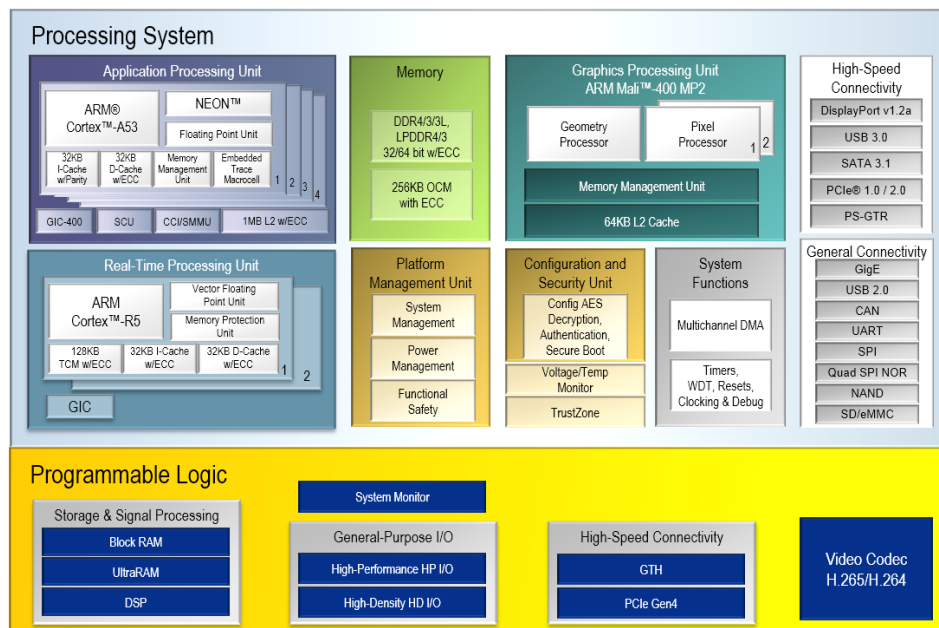 Processing System
Application Processing Unit
ARM®
Cortex™-A53
NEON™
Floating Point Unit
32KB
I-Cache
w/Parity
32KB
D-Cache
w/ECC
Memory
Management
Unit
Embedded
Trace
Macrocell
1
2
3
4
GIC-400
SCU
CCI/SMMU
1MB L2 w/ECC
Memory
DDR4/3/3L,
LPDDR4/3
32/64 bit w/ECC
256KB OCM
with ECC
Graphics Processing Unit
ARM Mali™-400 MP2
Geometry
Processor
Pixel
Processor
1
2
Memory Management Unit
64KB L2 Cache
High-Speed
Connectivity
DisplayPort v1.2a
USB 3.0
SATA 3.1
PCIe® 1.0 / 2.0
PS-GTR
Real-Time Processing Unit
ARM
Cortex™-R5
Vector Floating
Point Unit
Memory Protection
Unit
128KB
TCM w/ECC
32KB I-Cache
w/ECC
32KB D-Cache
w/ECC
1
2
GIC
Platform
Management Unit
System
Management
Power
Management
Functional
Safety
Configuration and
Security Unit
Config AES
Decryption,
Authentication,
Secure Boot
Voltage/Temp
Monitor
TrustZone
System
Functions
Multichannel DMA
Timers,
WDT, Resets,
Clocking & Debug
General Connectivity
GigE
USB 2.0
CAN
UART
SPI
Quad SPI NOR
NAND
SD/eMMC
Programmable Logic
Storage & Signal Processing
Block RAM
UltraRAM
DSP
System Monitor
General-Purpose I/O
High-Performance HP I/O
High-Density HD I/O
High-Speed Connectivity
GTH
PCIe Gen4
Video Codec
H.265/H.264